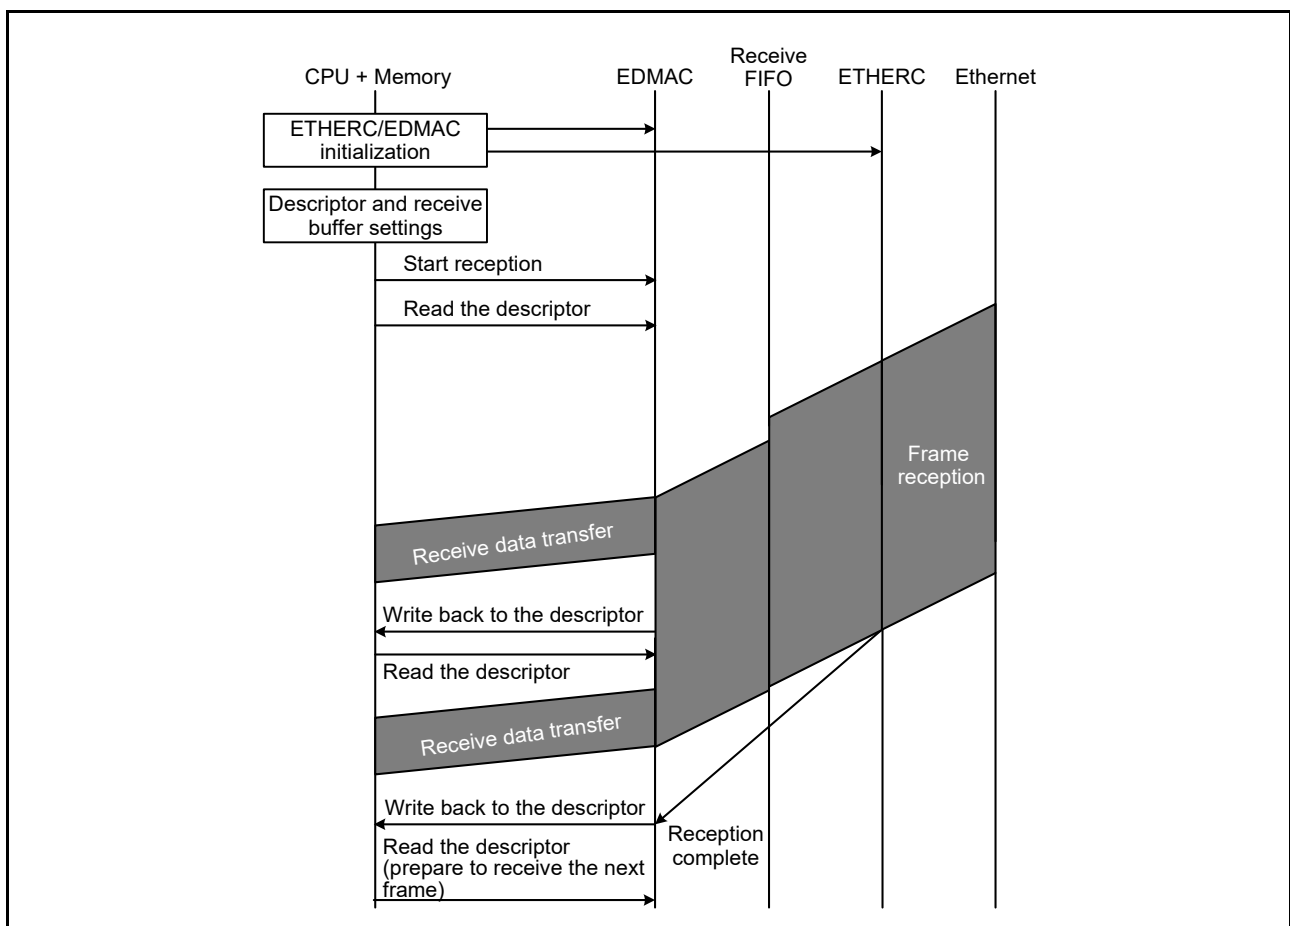 Receive
CPU + Memory EDMAC FIFO ETHERC Ethernet
ETHERC/EDMAC
initialization
Descriptor and receive
buffer settings
Start reception
Read the descriptor
Frame
reception
Receive data transfer
Write back to the descriptor
Read the descriptor
Receive data transfer
Write back to the descriptor
Reception
complete
Read the descriptor
(prepare to receive the next
frame)